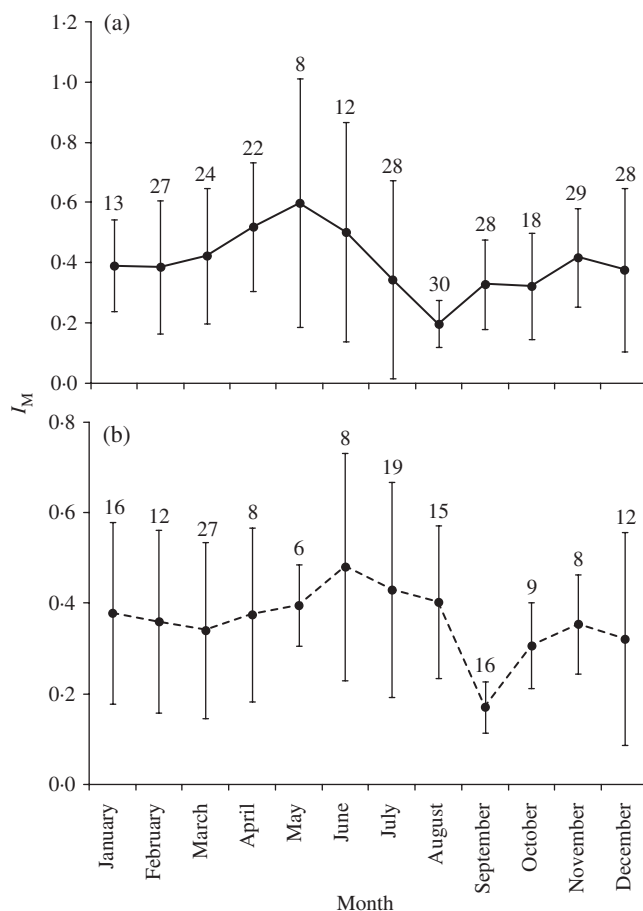 1·2
(a)
8
1·0
12
28
28
0·8
22
27
24
29
13
28
18
0·6
30
0·4
0·2
0·0
I_M
0·8
(b)
8
19
16
12
27
8
15
12
0·6
6
8
9
0·4
16
0·2
0·0
January
February
March
April
May
June
July
August
September
October
November
December
Month